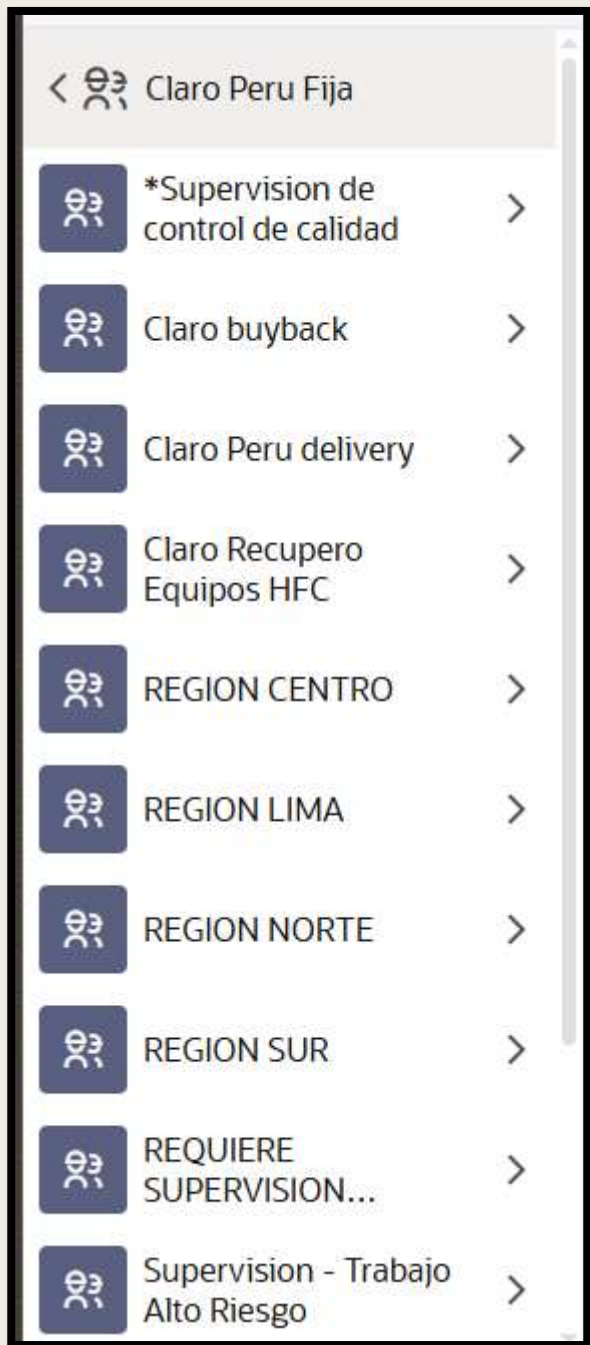 Claro Peru Fija
*Supervision de
control de calidad
Claro buyback
Claro Peru delivery
Claro Recupero
Equipos HFC
REGION CENTRO
REGION LIMA
REGION NORTE
REGION SUR
REQUIERE
SUPERVISION...
Supervision - Trabajo
Alto Riesgo